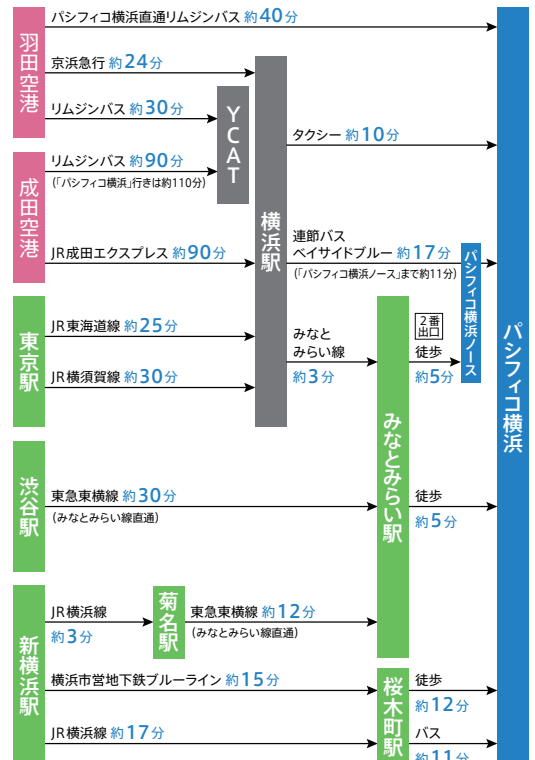 羽田空港
パシフィコ横浜直通リムジンバス 約40分
京浜急行 約24分
リムジンバス 約30分
YCAT
成田空港
リムジンバス 約90分
(「パシフィコ横浜」行きは約110分)
JR成田エクスプレス 約90分
横浜駅
タクシー 約10分
連節バス
ベイサイドブルー 約17分
(「パシフィコ横浜ノース」まで約11分)
パシフィコ横浜ノース
パシフィコ横浜
東京駅
JR東海道線 約25分
JR横須賀線 約30分
みなと
みらい線
約3分
みなとみらい駅
2番
出口
徒歩
約5分
渋谷駅
東急東横線 約30分
(みなとみらい線直通)
徒歩
約5分
新横浜駅
JR横浜線
約3分
菊名駅
東急東横線 約12分
(みなとみらい線直通)
横浜市営地下鉄ブルーライン 約15分
桜木町駅
徒歩
約12分
JR横浜線 約17分
バス
約11分